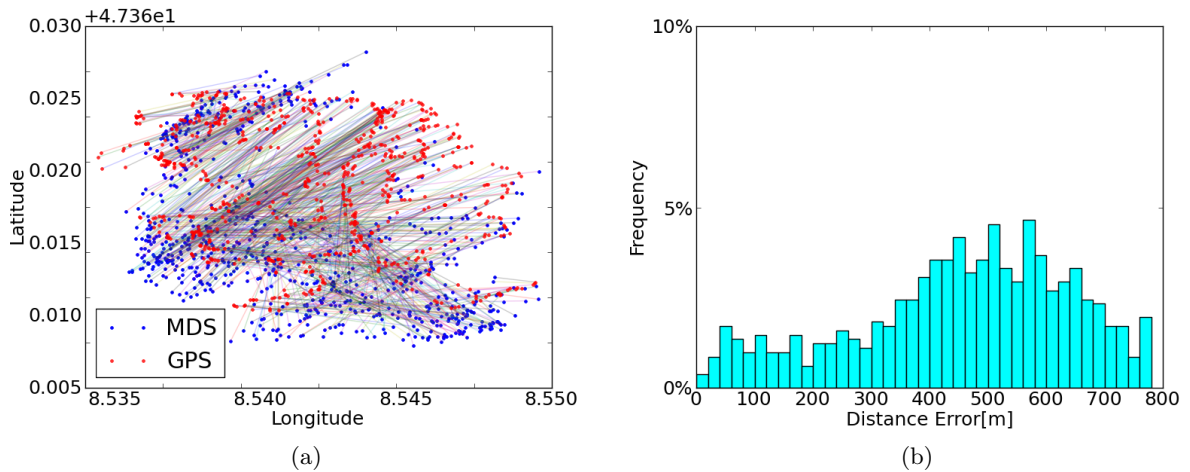 +4.736e1
0.030
0.025
0.020
0.015
0.010
0.005
Latitude
MDS
GPS
8.535
8.540
8.545
8.550
Longitude
(a)
10%
5%
0%
Frequency
0
100
200
300
400
500
600
700
800
Distance Error[m]
(b)